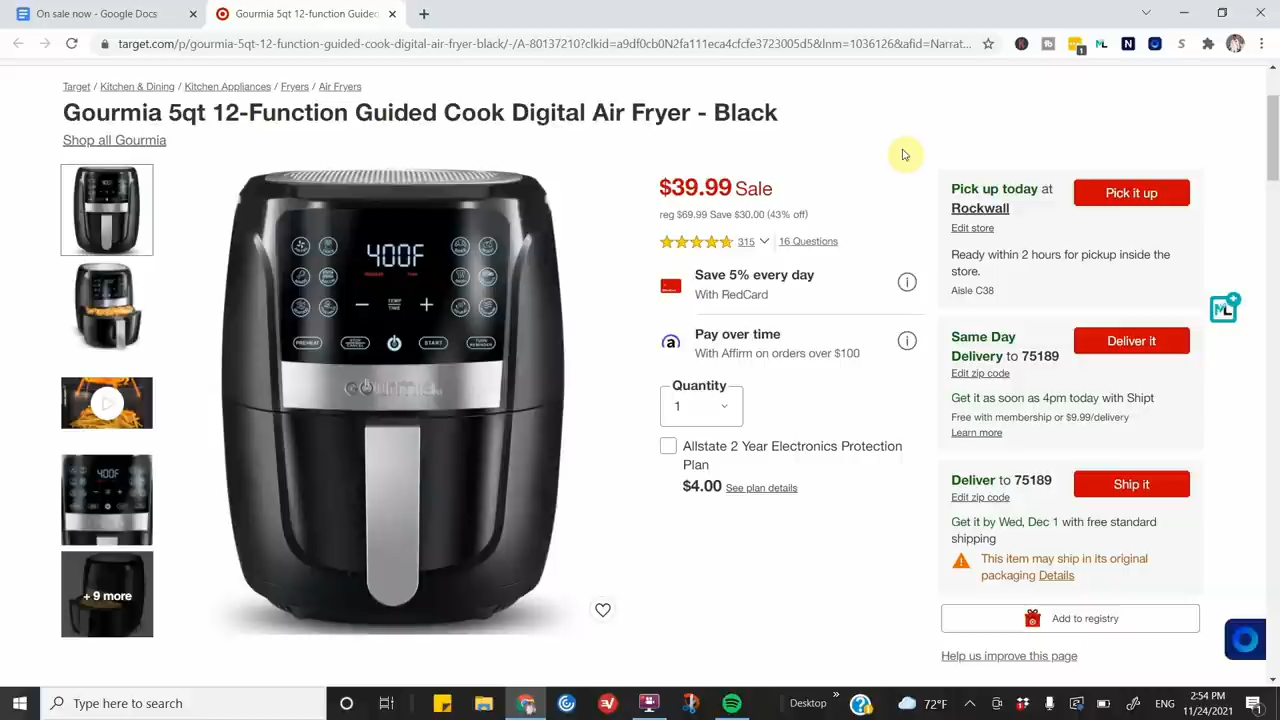 On sale now - Google Docs
Gourmia 5qt 12-function Guided
target.com/p/gourmia-5qt-12-function-guided-cook-digital-air-fryer-black/-/A-80137210?clkid=a9df0cb0N2fa111eca4cfcfe3723005d5&lnm=1036126&afid=Narrat...
Target / Kitchen & Dining / Kitchen Appliances / Fryers / Air Fryers
Gourmia 5qt 12-Function Guided Cook Digital Air Fryer - Black
Shop all Gourmia
400F
TEMP
TIME
PREHEAT
START
TURN
REMINDER
Gourmia
400F
+ 9 more
$39.99 Sale
reg $69.99 Save $30.00 (43% off)
315
16 Questions
Save 5% every day
With RedCard
Pay over time
With Affirm on orders over $100
Quantity
1
Allstate 2 Year Electronics Protection
Plan
$4.00 See plan details
Pick up today at
Rockwall
Pick it up
Edit store
Ready within 2 hours for pickup inside the
store.
Aisle C38
Same Day
Delivery to 75189
Deliver it
Edit zip code
Get it as soon as 4pm today with Shipt
Free with membership or $9.99/delivery
Learn more
Deliver to 75189
Ship it
Edit zip code
Get it by Wed, Dec 1 with free standard
shipping
This item may ship in its original
packaging Details
Add to registry
Help us improve this page
ML
Type here to search
Desktop
72°F
ENG
2:54 PM
11/24/2021